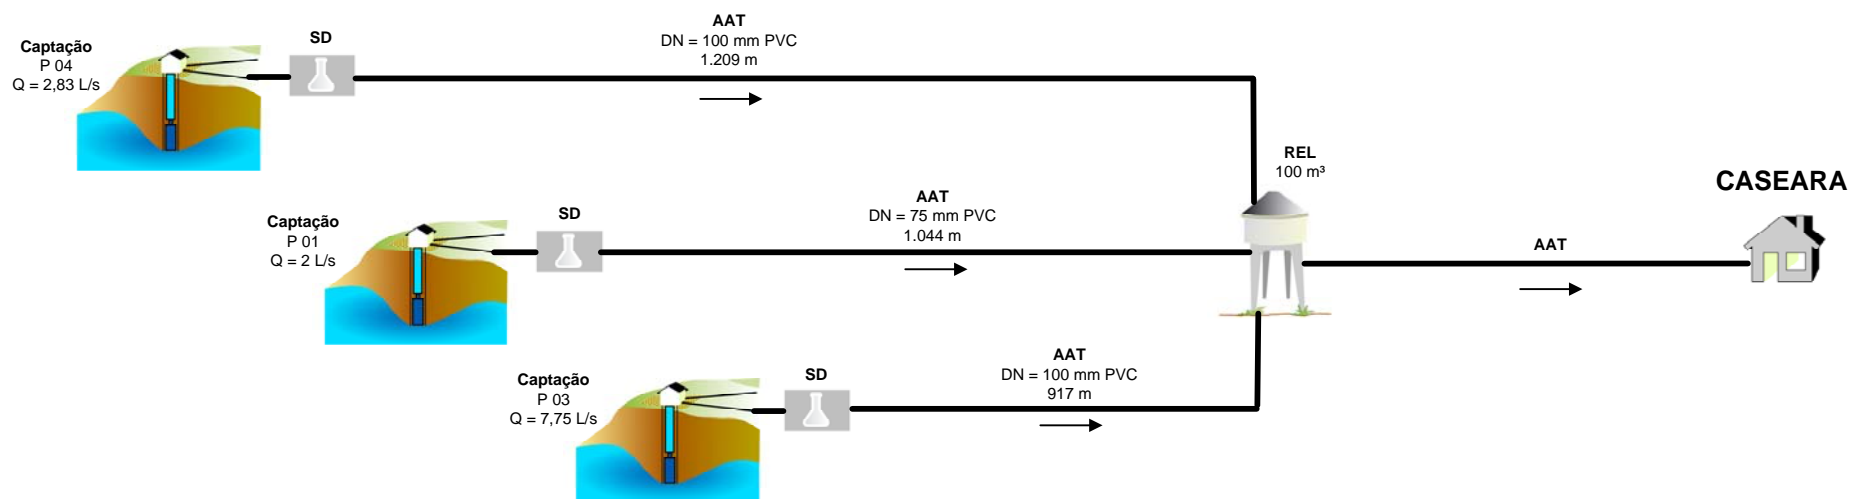 AAT
DN = 100 mm PVC
1.209 m
SD
Captação
P 04
Q = 2,83 L/s
REL
100 m³
CASEARA
AAT
DN = 75 mm PVC
1.044 m
SD
Captação
P 01
Q = 2 L/s
AAT
AAT
DN = 100 mm PVC
917 m
SD
Captação
P 03
Q = 7,75 L/s